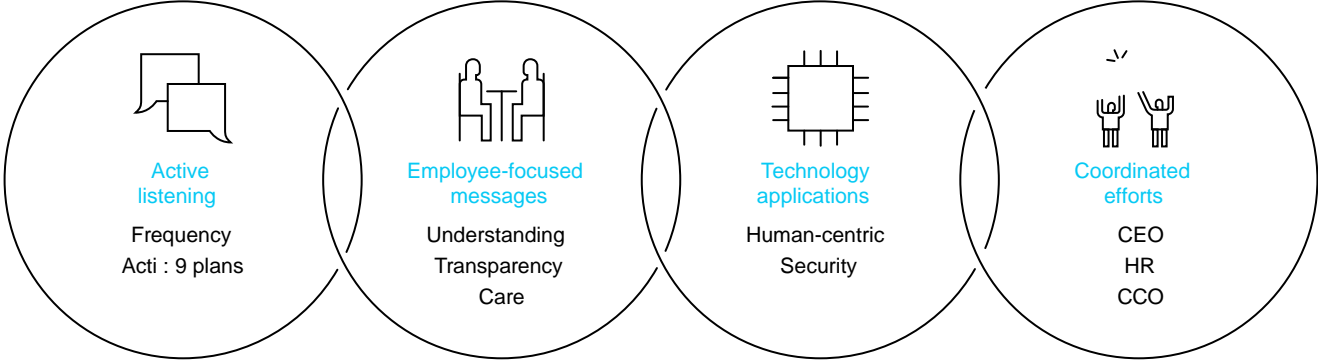 Active
listening
Frequency
Acti : 9 plans
Employee-focused
messages
Understanding
Transparency
Care
Technology
applications
Human-centric
Security
Coordinated
efforts
CEO
HR
CCO